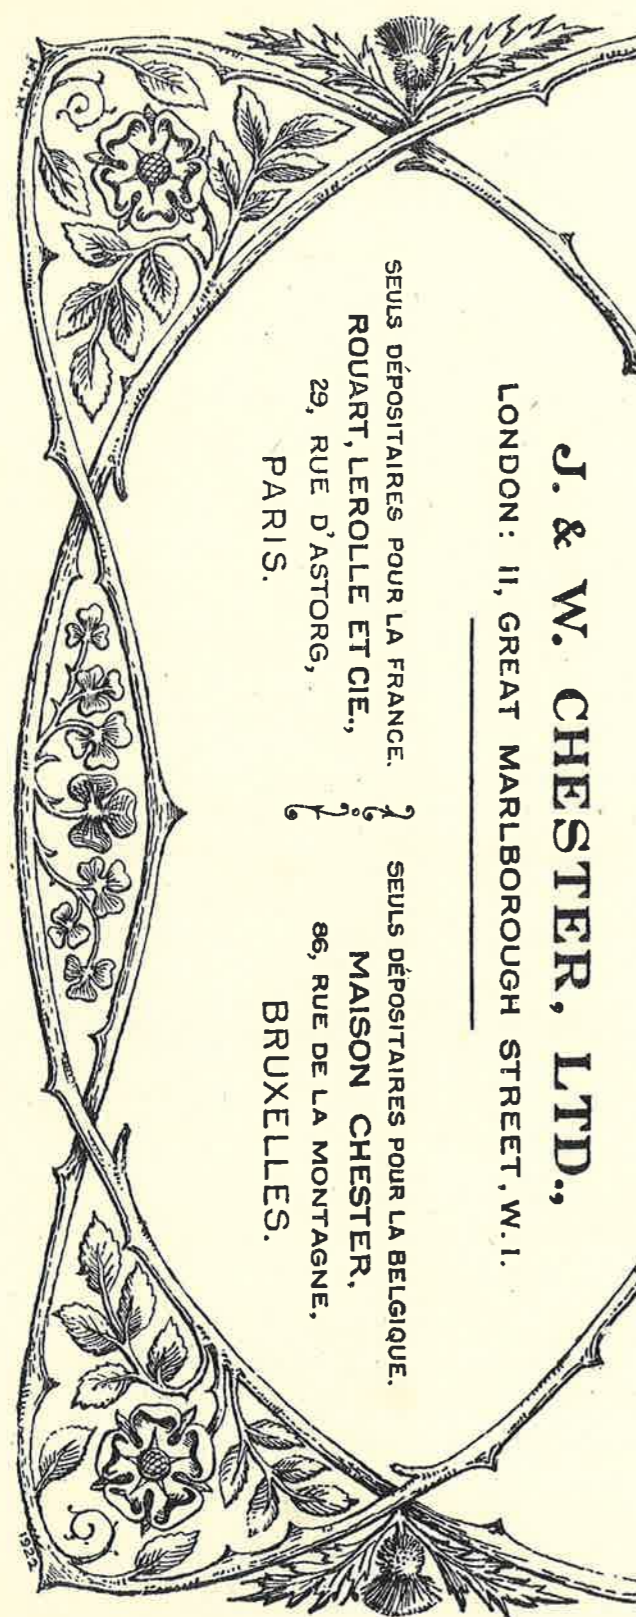 J. & W. CHESTER, LTD.,
LONDON: 11, GREAT MARLBOROUGH STREET, W.1.
SEULS DÉPOSITAIRES POUR LA FRANCE.
ROUART, LEROLLE ET CIE.,
29, RUE D'ASTORG,
PARIS.
SEULS DÉPOSITAIRES POUR LA BELGIQUE.
MAISON CHESTER,
86, RUE DE LA MONTAGNE,
BRUXELLES.
1922